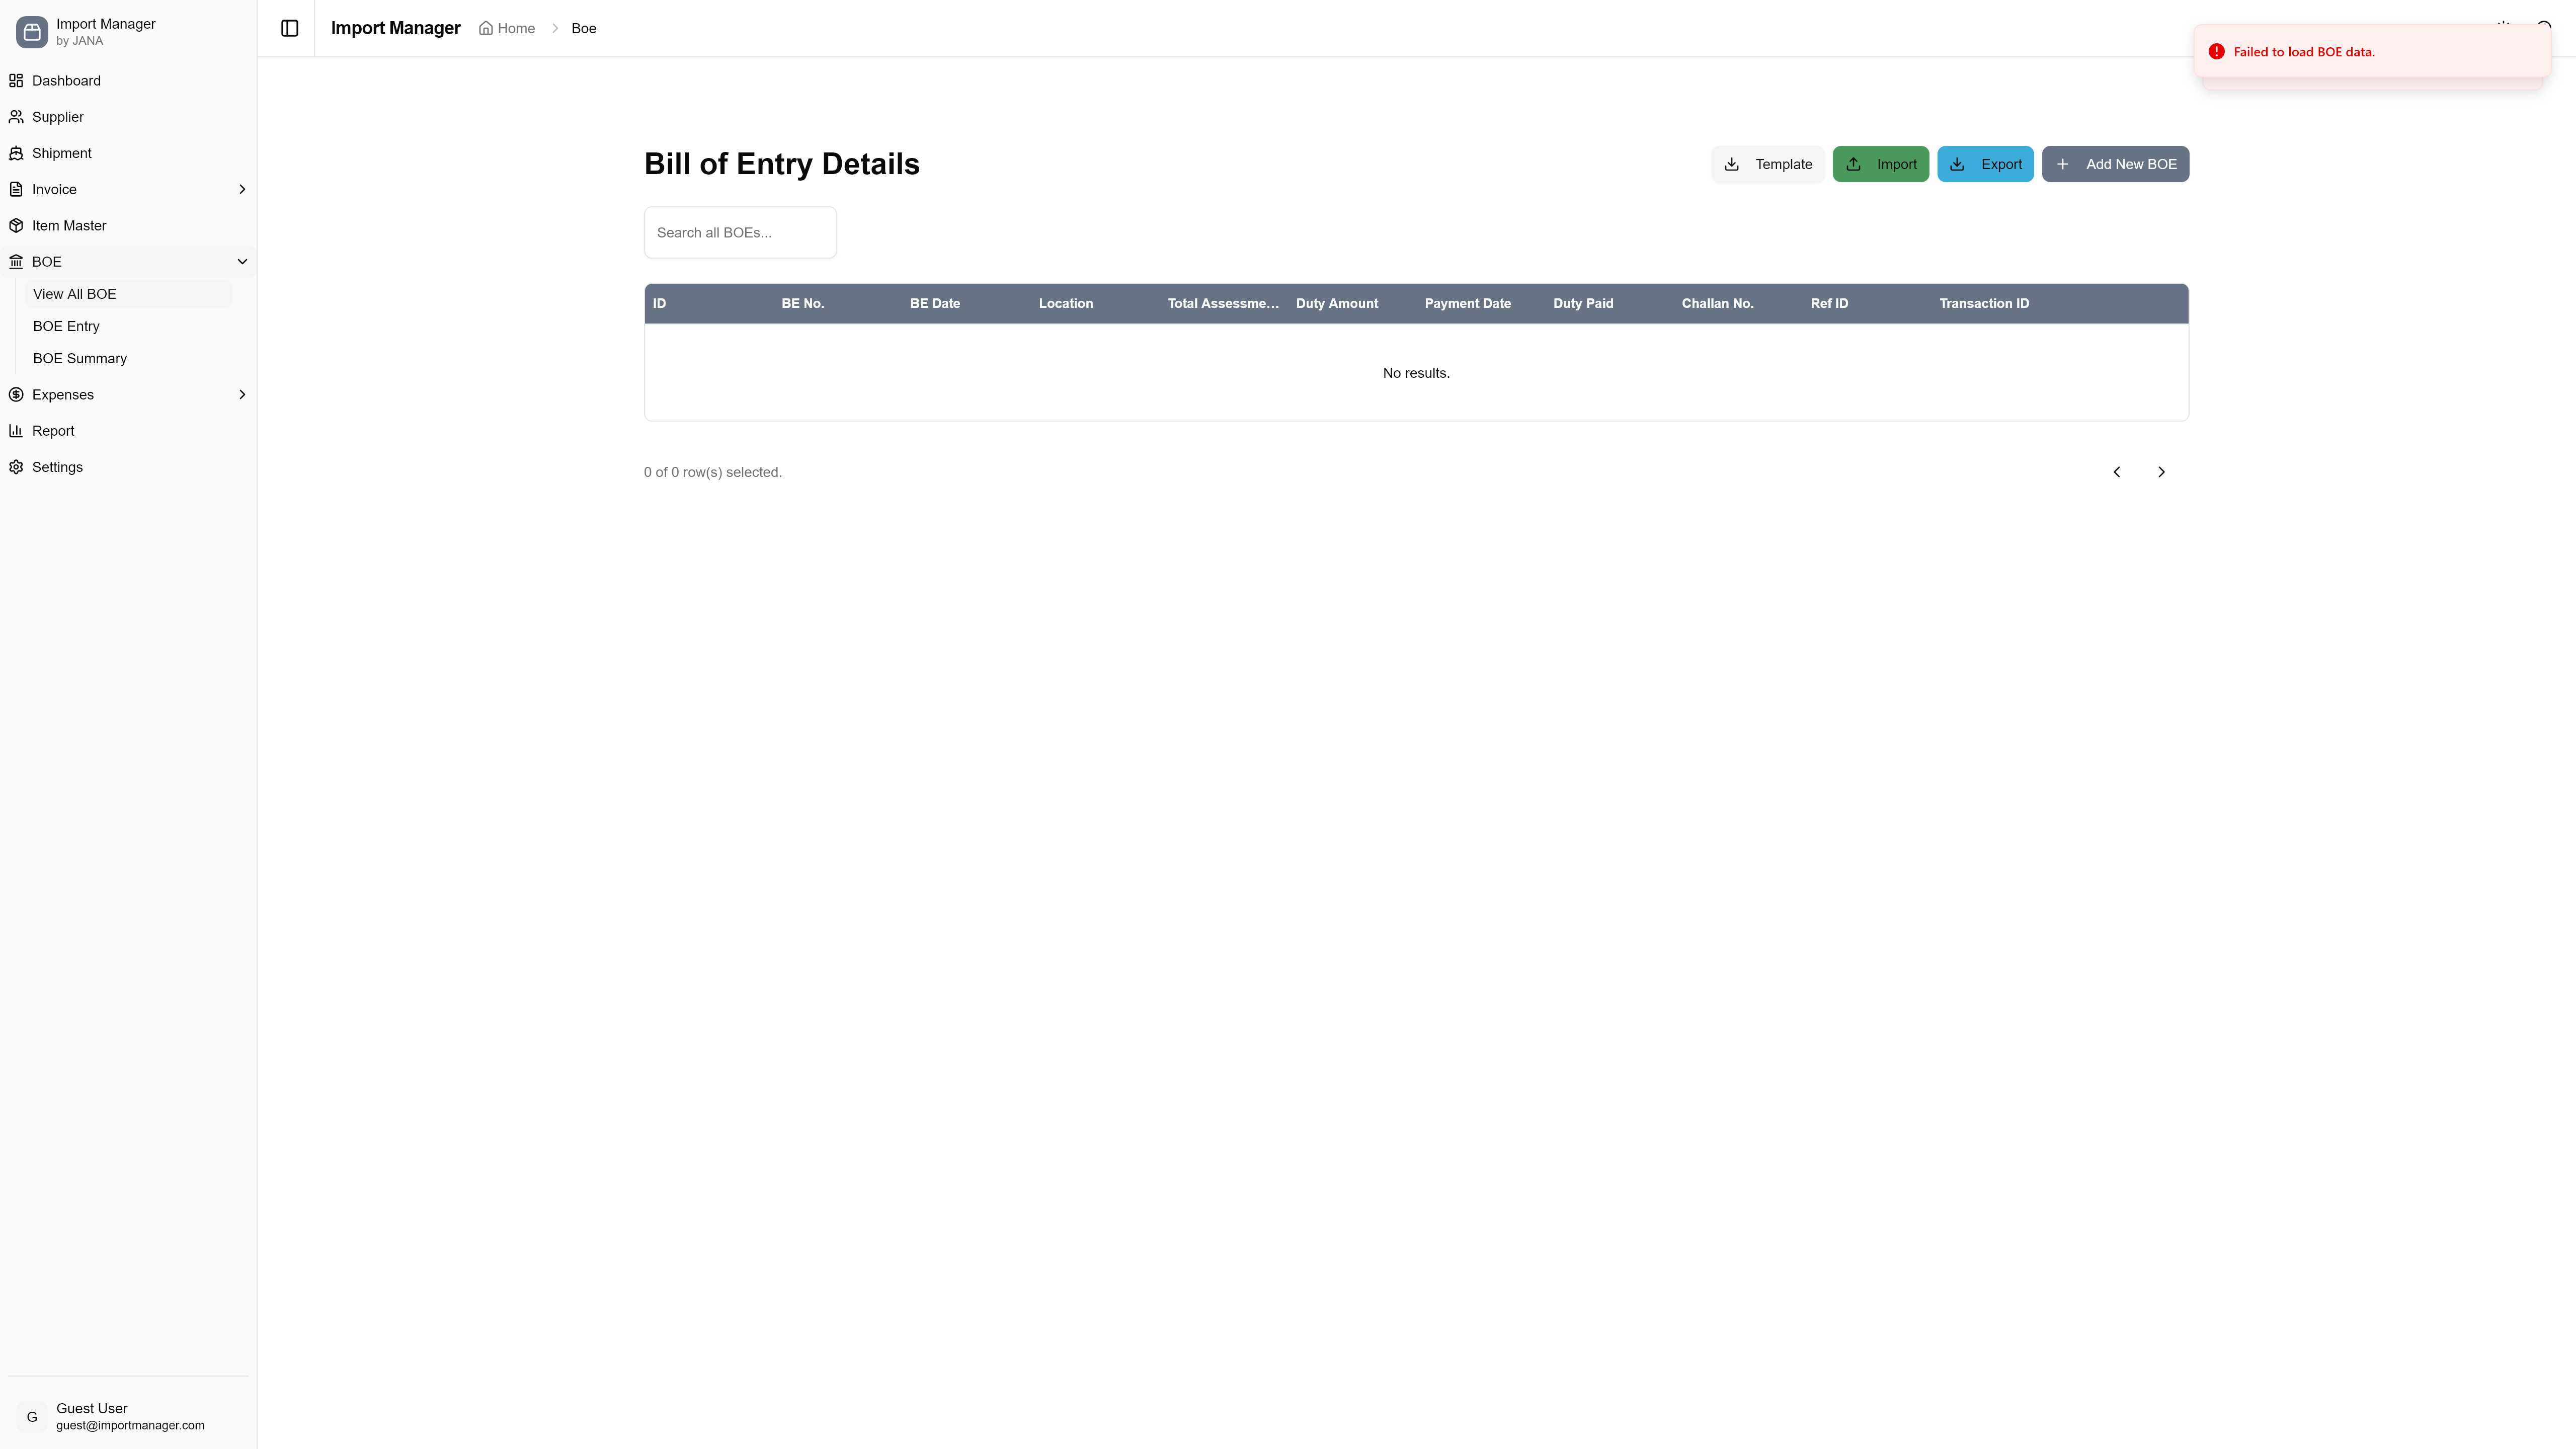 Import Manager
by JANA
Dashboard
Supplier
Shipment
Invoice
Item Master
BOE
View All BOE
BOE Entry
BOE Summary
Expenses
Report
Settings
G
Guest User
guest@importmanager.com
Import Manager
Home
Boe
Failed to load BOE data.
Bill of Entry Details
Template
Import
Export
Add New BOE
Search all BOEs...
ID BE No. BE Date Location Total Assessme... Duty Amount Payment Date Duty Paid Challan No. Ref ID Transaction ID
No results.
0 of 0 row(s) selected.